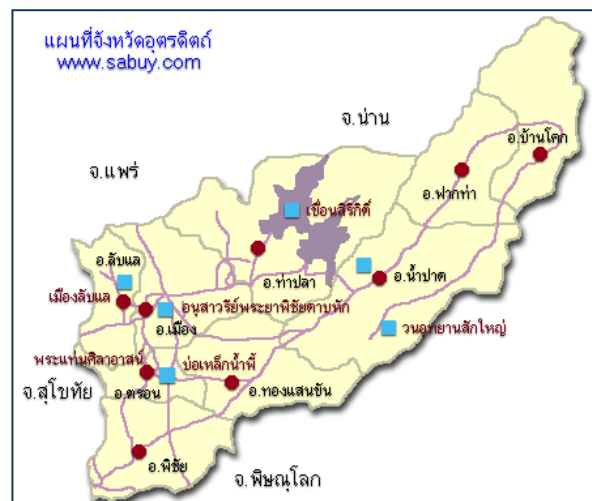 แผนที่จังหวัดอุตรดิตถ์
www.sabuy.com
จ.น่าน
อ.บ้านโคก
จ.แพร่
อ.ฟากท่า
เขื่อนสิริกิติ์
อ.ลับแล
อ.ท่าปลา
อ.น้ำปาด
เมืองลับแล
อนุสาวรีย์พระยาพิชัยดาบหัก
อ.เมือง
วนอุทยานสักใหญ่
พระแท่นศิลาอาสน์
บ่อเหล็กน้ำพี้
จ.สุโขทัย
อ.ตรอน
อ.ทองแสนขัน
อ.พิชัย
จ.พิษณุโลก